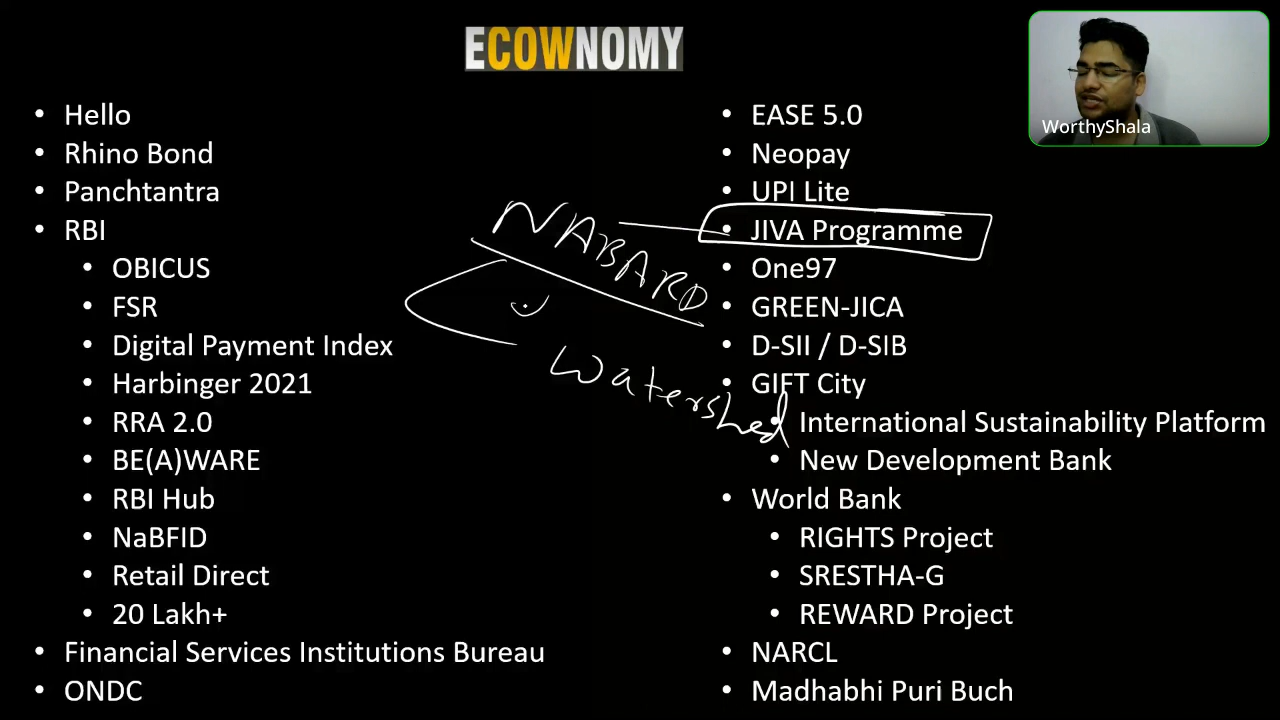 ECOWNOMY
WorthyShala
• Hello
• Rhino Bond
• Panchtantra
• RBI
• OBICUS
• FSR
• Digital Payment Index
• Harbinger 2021
• RRA 2.0
• BE(A)WARE
• RBI Hub
• NaBFID
• Retail Direct
• 20 Lakh+
• Financial Services Institutions Bureau
• ONDC
NABARD
Watershed
• EASE 5.0
• Neopay
• UPI Lite
• JIVA Programme
• One97
• GREEN-JICA
• D-SII / D-SIB
• GIFT City
• International Sustainability Platform
• New Development Bank
• World Bank
• RIGHTS Project
• SRESTHA-G
• REWARD Project
• NARCL
• Madhabhi Puri Buch